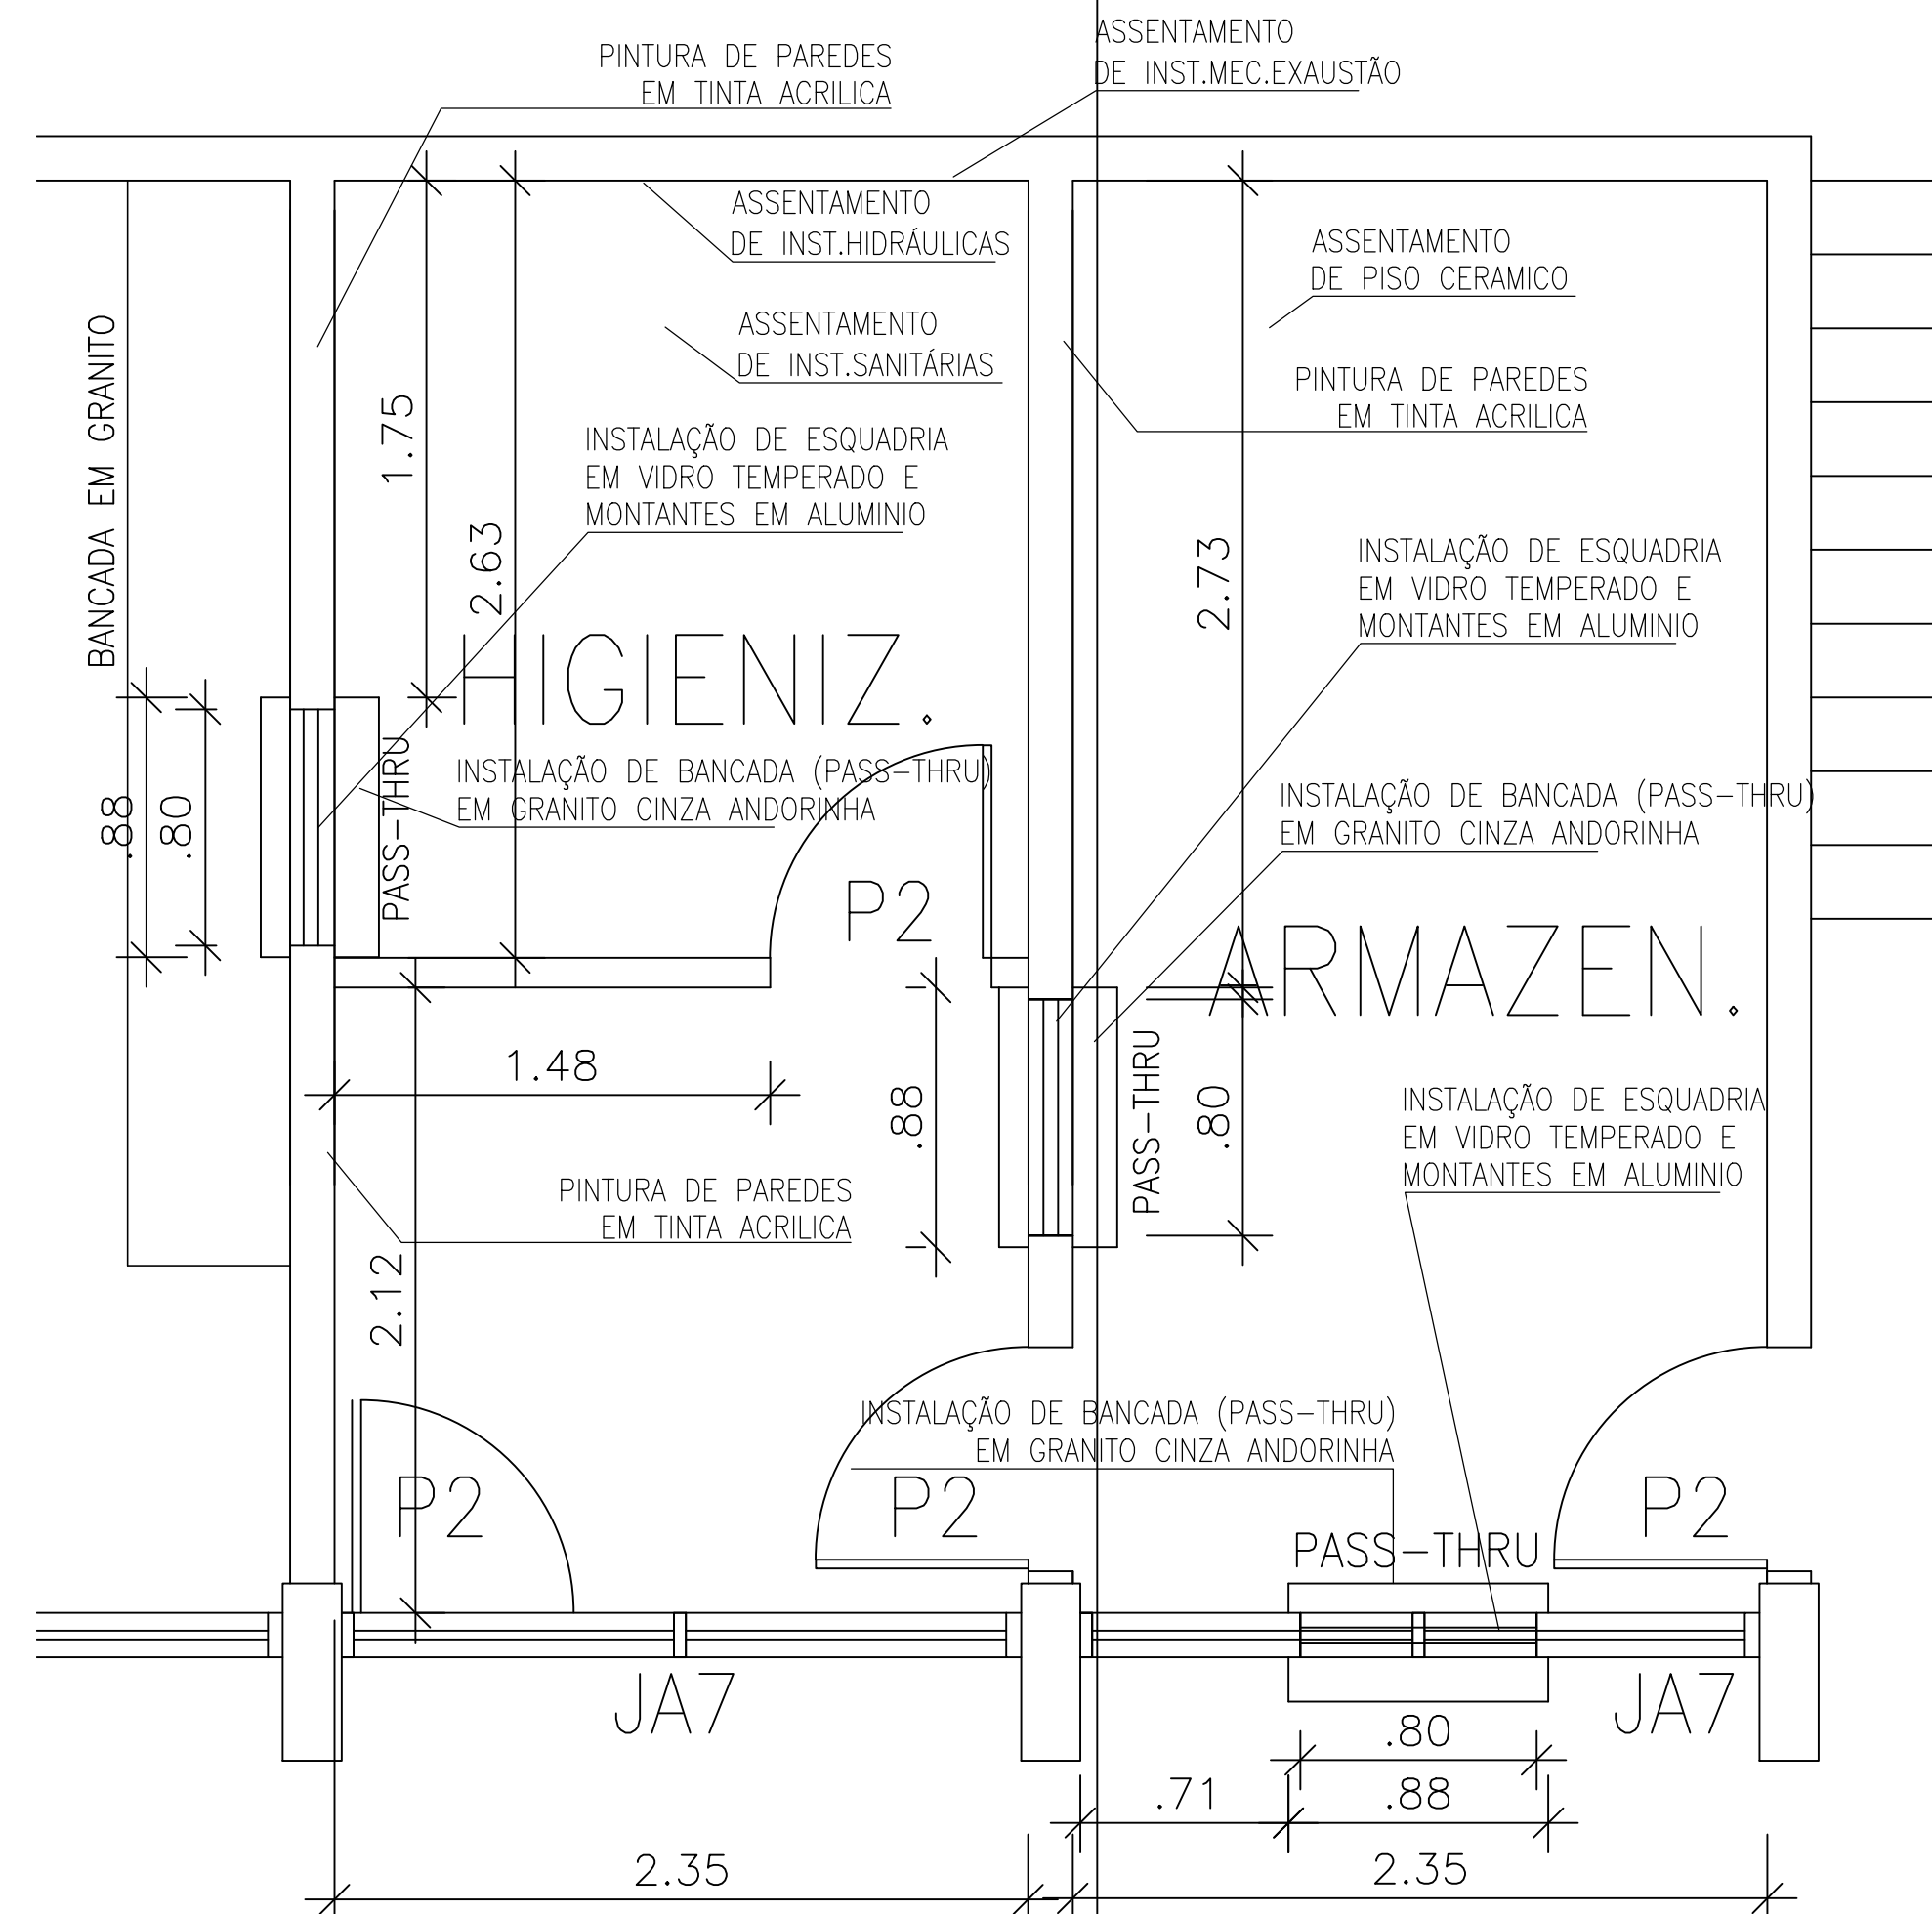 PINTURA DE PAREDES
EM TINTA ACRILICA
ASSENTAMENTO
DE INST.MEC.EXAUSTÃO
ASSENTAMENTO
DE INST.HIDRÁULICAS
ASSENTAMENTO
DE PISO CERAMICO
ASSENTAMENTO
DE INST.SANITÁRIAS
PINTURA DE PAREDES
EM TINTA ACRILICA
BANCADA EM GRANITO
1.75
2.63
INSTALAÇÃO DE ESQUADRIA
EM VIDRO TEMPERADO E
MONTANTES EM ALUMINIO
2.73
INSTALAÇÃO DE ESQUADRIA
EM VIDRO TEMPERADO E
MONTANTES EM ALUMINIO
HIGIENIZ.
.88
.80
PASS-THRU
INSTALAÇÃO DE BANCADA (PASS-THRU)
EM GRANITO CINZA ANDORINHA
INSTALAÇÃO DE BANCADA (PASS-THRU)
EM GRANITO CINZA ANDORINHA
P2
ARMAZEN.
1.48
.88
PASS-THRU
.80
INSTALAÇÃO DE ESQUADRIA
EM VIDRO TEMPERADO E
MONTANTES EM ALUMINIO
PINTURA DE PAREDES
EM TINTA ACRILICA
2.12
INSTALAÇÃO DE BANCADA (PASS-THRU)
EM GRANITO CINZA ANDORINHA
P2
P2
P2
PASS-THRU
JA7
JA7
.80
.71
.88
2.35
2.35